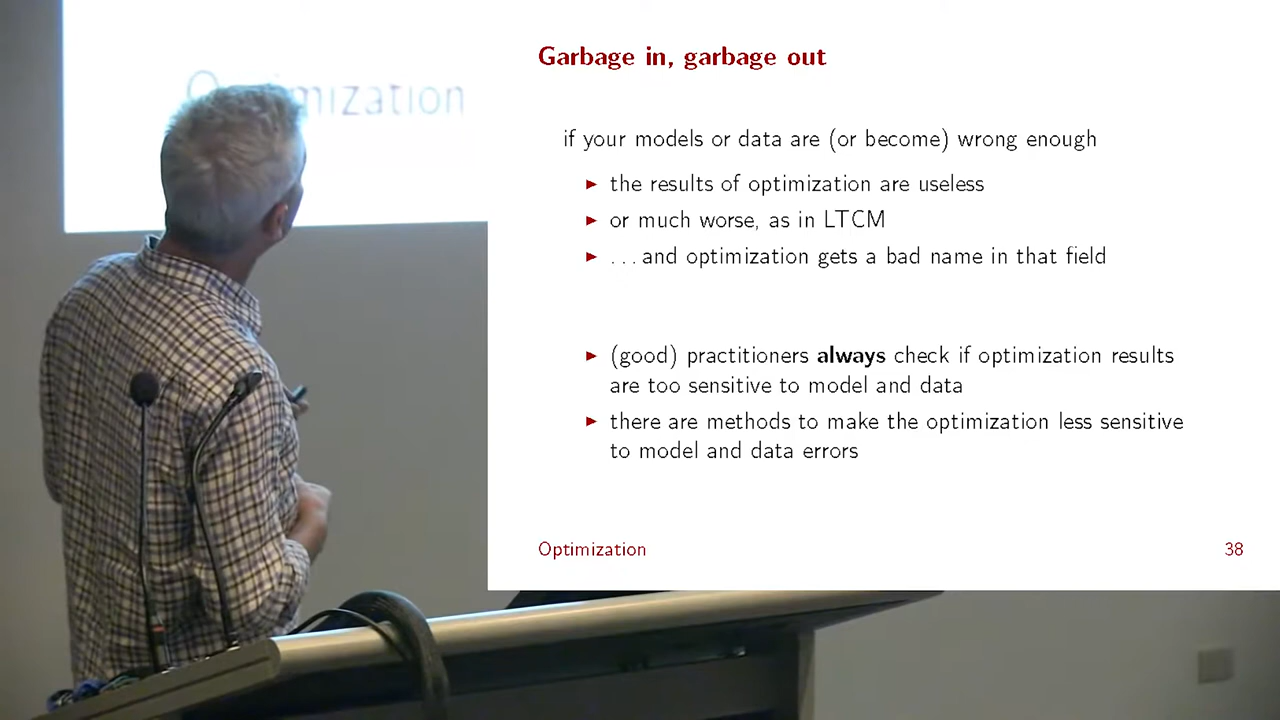 Garbage in, garbage out
if your models or data are (or become) wrong enough
▶ the results of optimization are useless
▶ or much worse, as in LTCM
▶ ...and optimization gets a bad name in that field
▶ (good) practitioners always check if optimization results
are too sensitive to model and data
▶ there are methods to make the optimization less sensitive
to model and data errors
Optimization
38